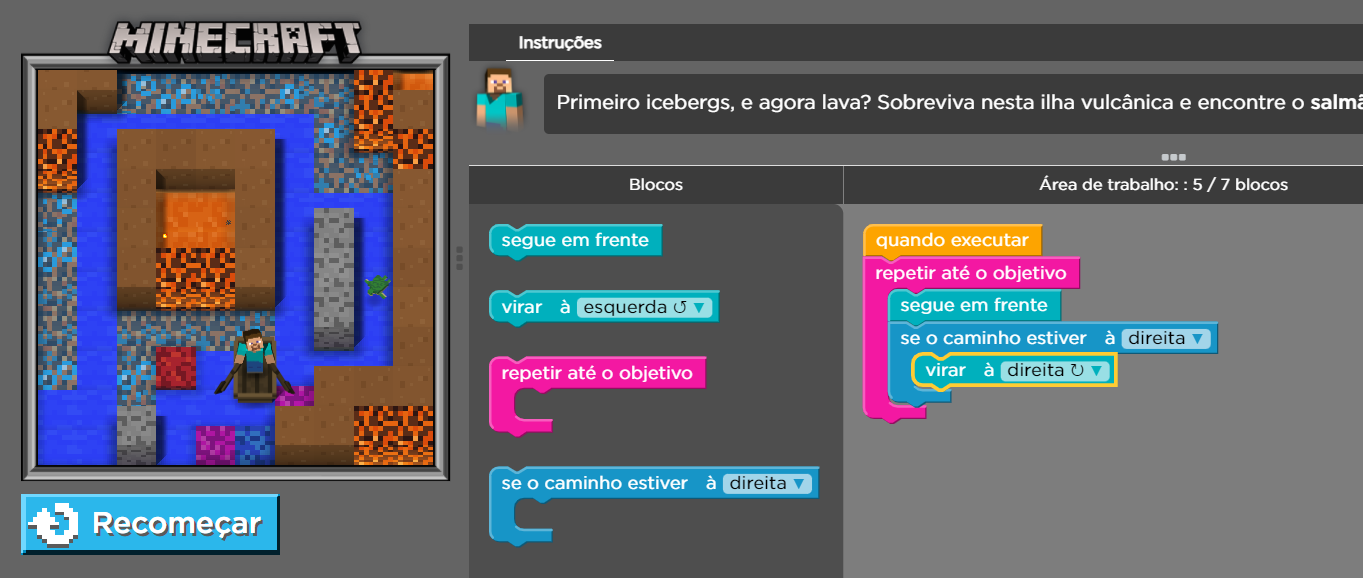 MINECRAFT
Instruções
Primeiro icebergs, e agora lava? Sobreviva nesta ilha vulcânica e encontre o
Blocos
Área de trabalho: : 5 / 7 blocos
segue em frente
virar à esquerda ↺ ▼
repetir até o objetivo
se o caminho estiver à direita ▼
quando executar
repetir até o objetivo
segue em frente
se o caminho estiver à direita ▼
virar à direita ↻ ▼
Recomeçar